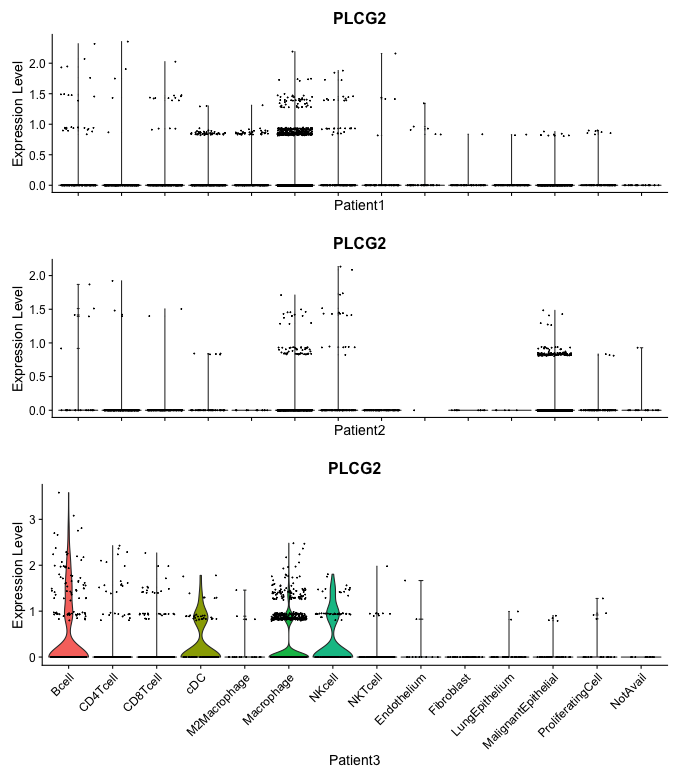 PLCG2
Expression Level
2.0
1.5
1.0
0.5
0.0
Patient1
PLCG2
Expression Level
2.0
1.5
1.0
0.5
0.0
Patient2
PLCG2
Expression Level
3
2
1
0
Bcell
CD4Tcell
CD8Tcell
cDC
M2Macrophage
Macrophage
NKcell
NKTcell
Endothelium
Fibroblast
LungEpithelium
MalignantEpithelial
ProliferatingCell
NotAvail
Patient3